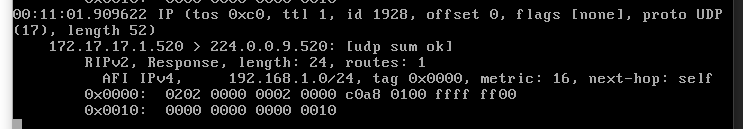 00:11:01.909622 IP (tos 0xc0, ttl 1, id 1928, offset 0, flags [none], proto UDP
(17), length 52)
172.17.17.1.520 > 224.0.0.9.520: [udp sum ok]
RIPv2, Response, length: 24, routes: 1
AFI IPv4, 192.168.1.0/24, tag 0x0000, metric: 16, next-hop: self
0x0000: 0202 0000 0002 0000 c0a8 0100 ffff ff00
0x0010: 0000 0000 0000 0010